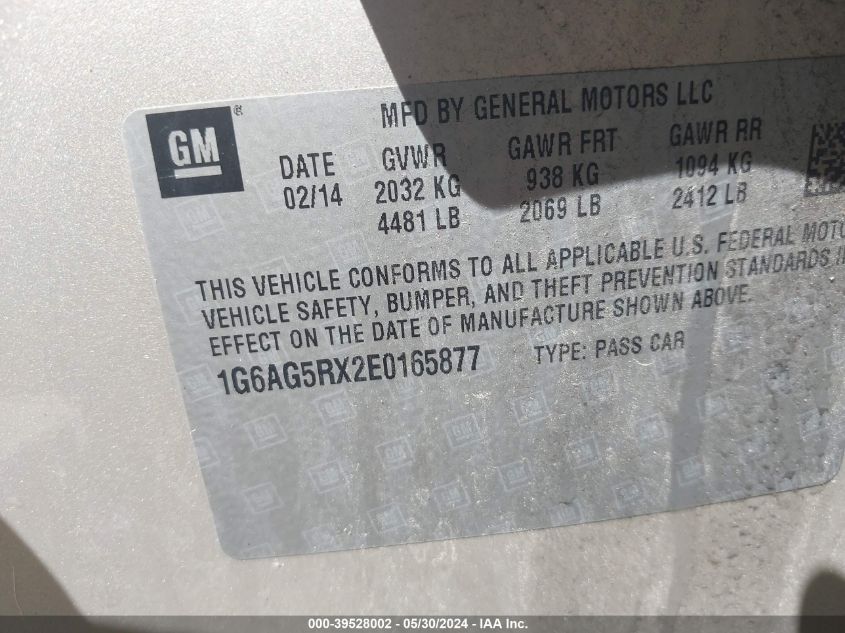 MFD BY GENERAL MOTORS LLC
GM®
DATE GVWR GAWR FRT GAWR RR
02/14 2032 KG 938 KG 1094 KG
4481 LB 2069 LB 2412 LB
THIS VEHICLE CONFORMS TO ALL APPLICABLE U.S. FEDERAL MOTO
VEHICLE SAFETY, BUMPER, AND THEFT PREVENTION STANDARDS I
EFFECT ON THE DATE OF MANUFACTURE SHOWN ABOVE.
1G6AG5RX2E0165877 TYPE: PASS CAR
000-39528002 - 05/30/2024 - IAA Inc.